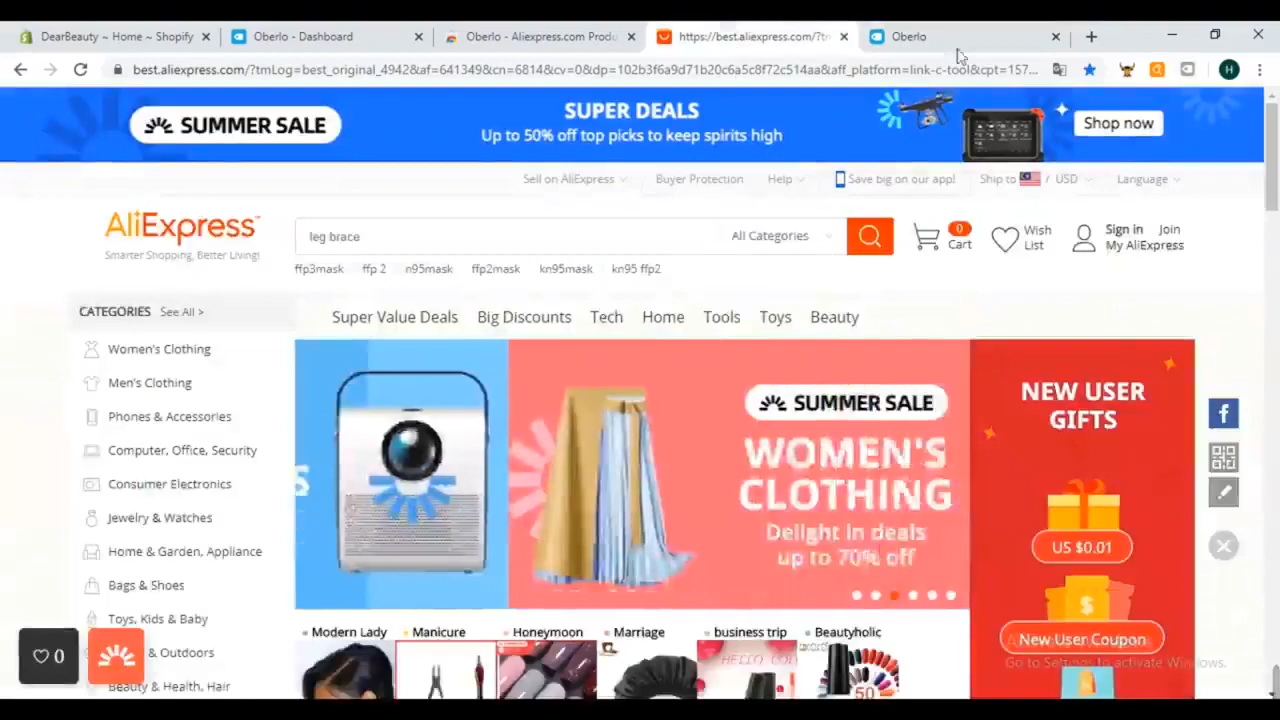 DearBeauty ~ Home ~ Shopify
Oberlo - Dashboard
Oberlo - Aliexpress.com Produ
https://best.aliexpress.com/?tm
Oberlo
best.aliexpress.com/?tmLog=best_original_4942&af=641349&cn=6814&cv=0&dp=102b3f6a9d71b20c6a5c8f72c514aa&aff_platform=link-c-tool&cpt=157...
H
SUMMER SALE
SUPER DEALS
Up to 50% off top picks to keep spirits high
Shop now
Sell on AliExpress
Buyer Protection
Help
Save big on our app!
Ship to / USD
Language
AliExpress
Smarter Shopping, Better Living!
leg brace
All Categories
0
Cart
Wish
List
Sign in Join
My AliExpress
ffp3mask ffp 2 n95mask ffp2mask kn95mask kn95 ffp2
CATEGORIES See All >
Super Value Deals Big Discounts Tech Home Tools Toys Beauty
Women's Clothing
Men's Clothing
Phones & Accessories
Computer, Office, Security
Consumer Electronics
Jewelry & Watches
Home & Garden, Appliance
Bags & Shoes
Toys, Kids & Baby
& Outdoors
Beauty & Health, Hair
S
SUMMER SALE
WOMEN'S
CLOTHING
Delight in deals
up to 70% off
NEW USER
GIFTS
US $0.01
$
New User Coupon
Go to Settings to activate Windows.
Modern Lady
Manicure
Honeymoon
Marriage
business trip
Beautyholic
HELLO
50
0